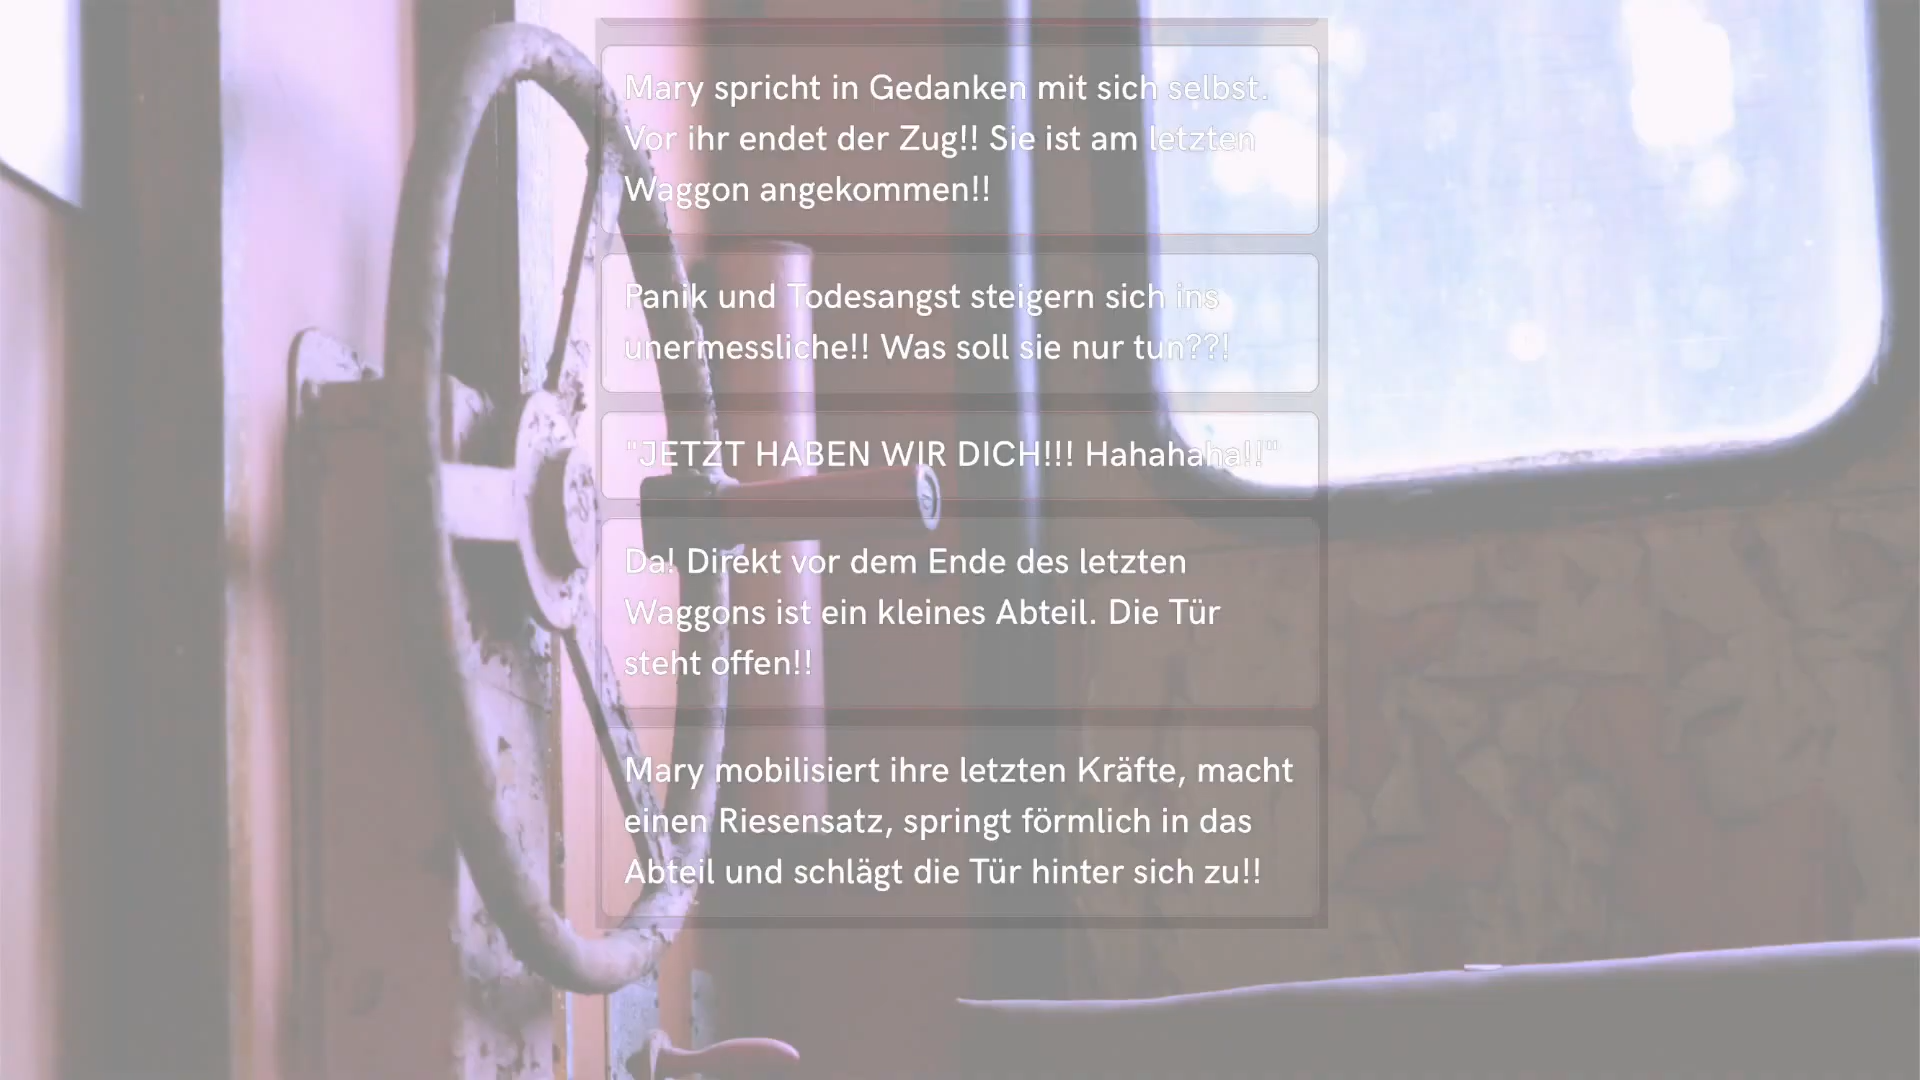 Mary spricht in Gedanken mit sich selbst.
Vor ihr endet der Zug!! Sie ist am letzten
Waggon angekommen!!
Panik und Todesangst steigern sich ins
unermessliche!! Was soll sie nur tun??!
"JETZT HABEN WIR DICH!!! Hahahaha!!"
Da! Direkt vor dem Ende des letzten
Waggons ist ein kleines Abteil. Die Tür
steht offen!!
Mary mobilisiert ihre letzten Kräfte, macht
einen Riesensatz, springt förmlich in das
Abteil und schlägt die Tür hinter sich zu!!